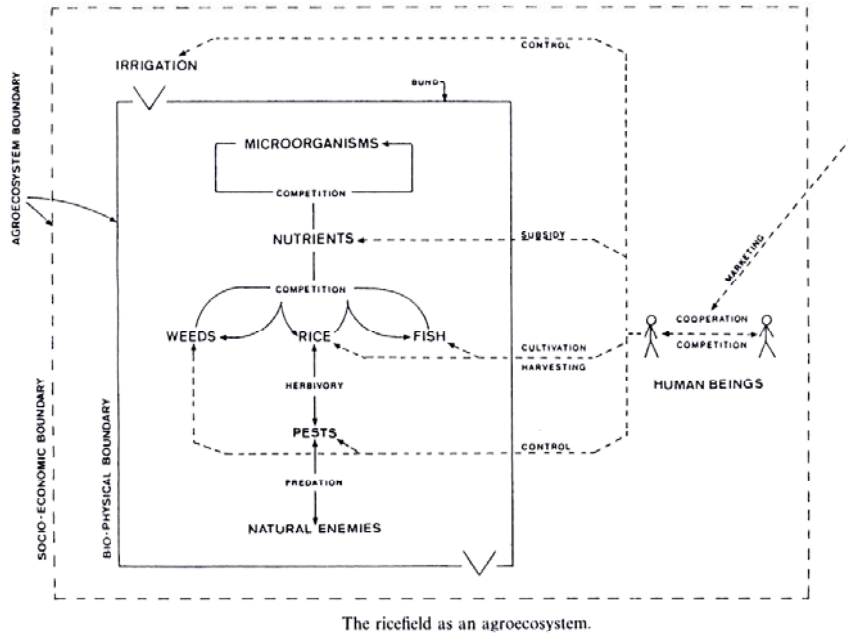 CONTROL
IRRIGATION
BUND
AGROECOSYSTEM BOUNDARY
MICROORGANISMS
COMPETITION
NUTRIENTS
SUBSIDY
MARKETING
COMPETITION
WEEDS
RICE
FISH
CULTIVATION
HARVESTING
COOPERATION
COMPETITION
HUMAN BEINGS
HERBIVORY
PESTS
CONTROL
PREDATION
NATURAL ENEMIES
SOCIO-ECONOMIC BOUNDARY
BIO-PHYSICAL BOUNDARY
The ricefield as an agroecosystem.